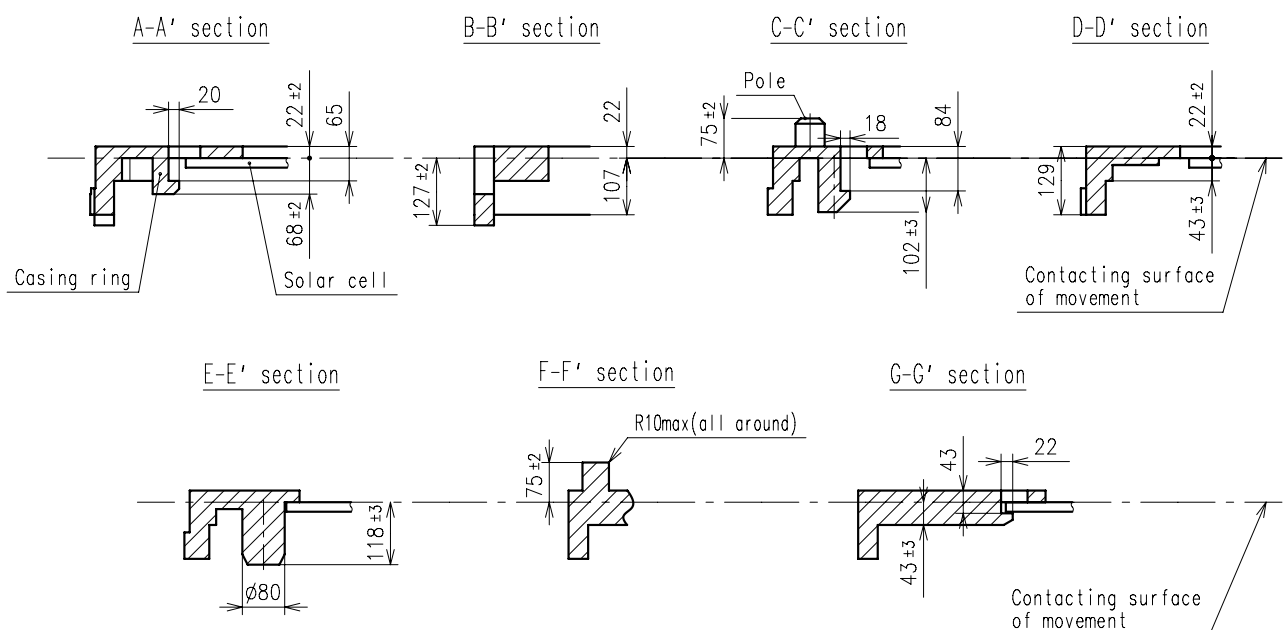 A-A' section
B-B' section
C-C' section
D-D' section
20
22±2
65
68±2
Casing ring
Solar cell
22
127±2
107
Pole
75±2
18
84
102±3
22±2
129
43±3
Contacting surface
of movement
E-E' section
F-F' section
G-G' section
118±3
ø80
R10max(all around)
75±2
43
22
43±3
Contacting surface
of movement